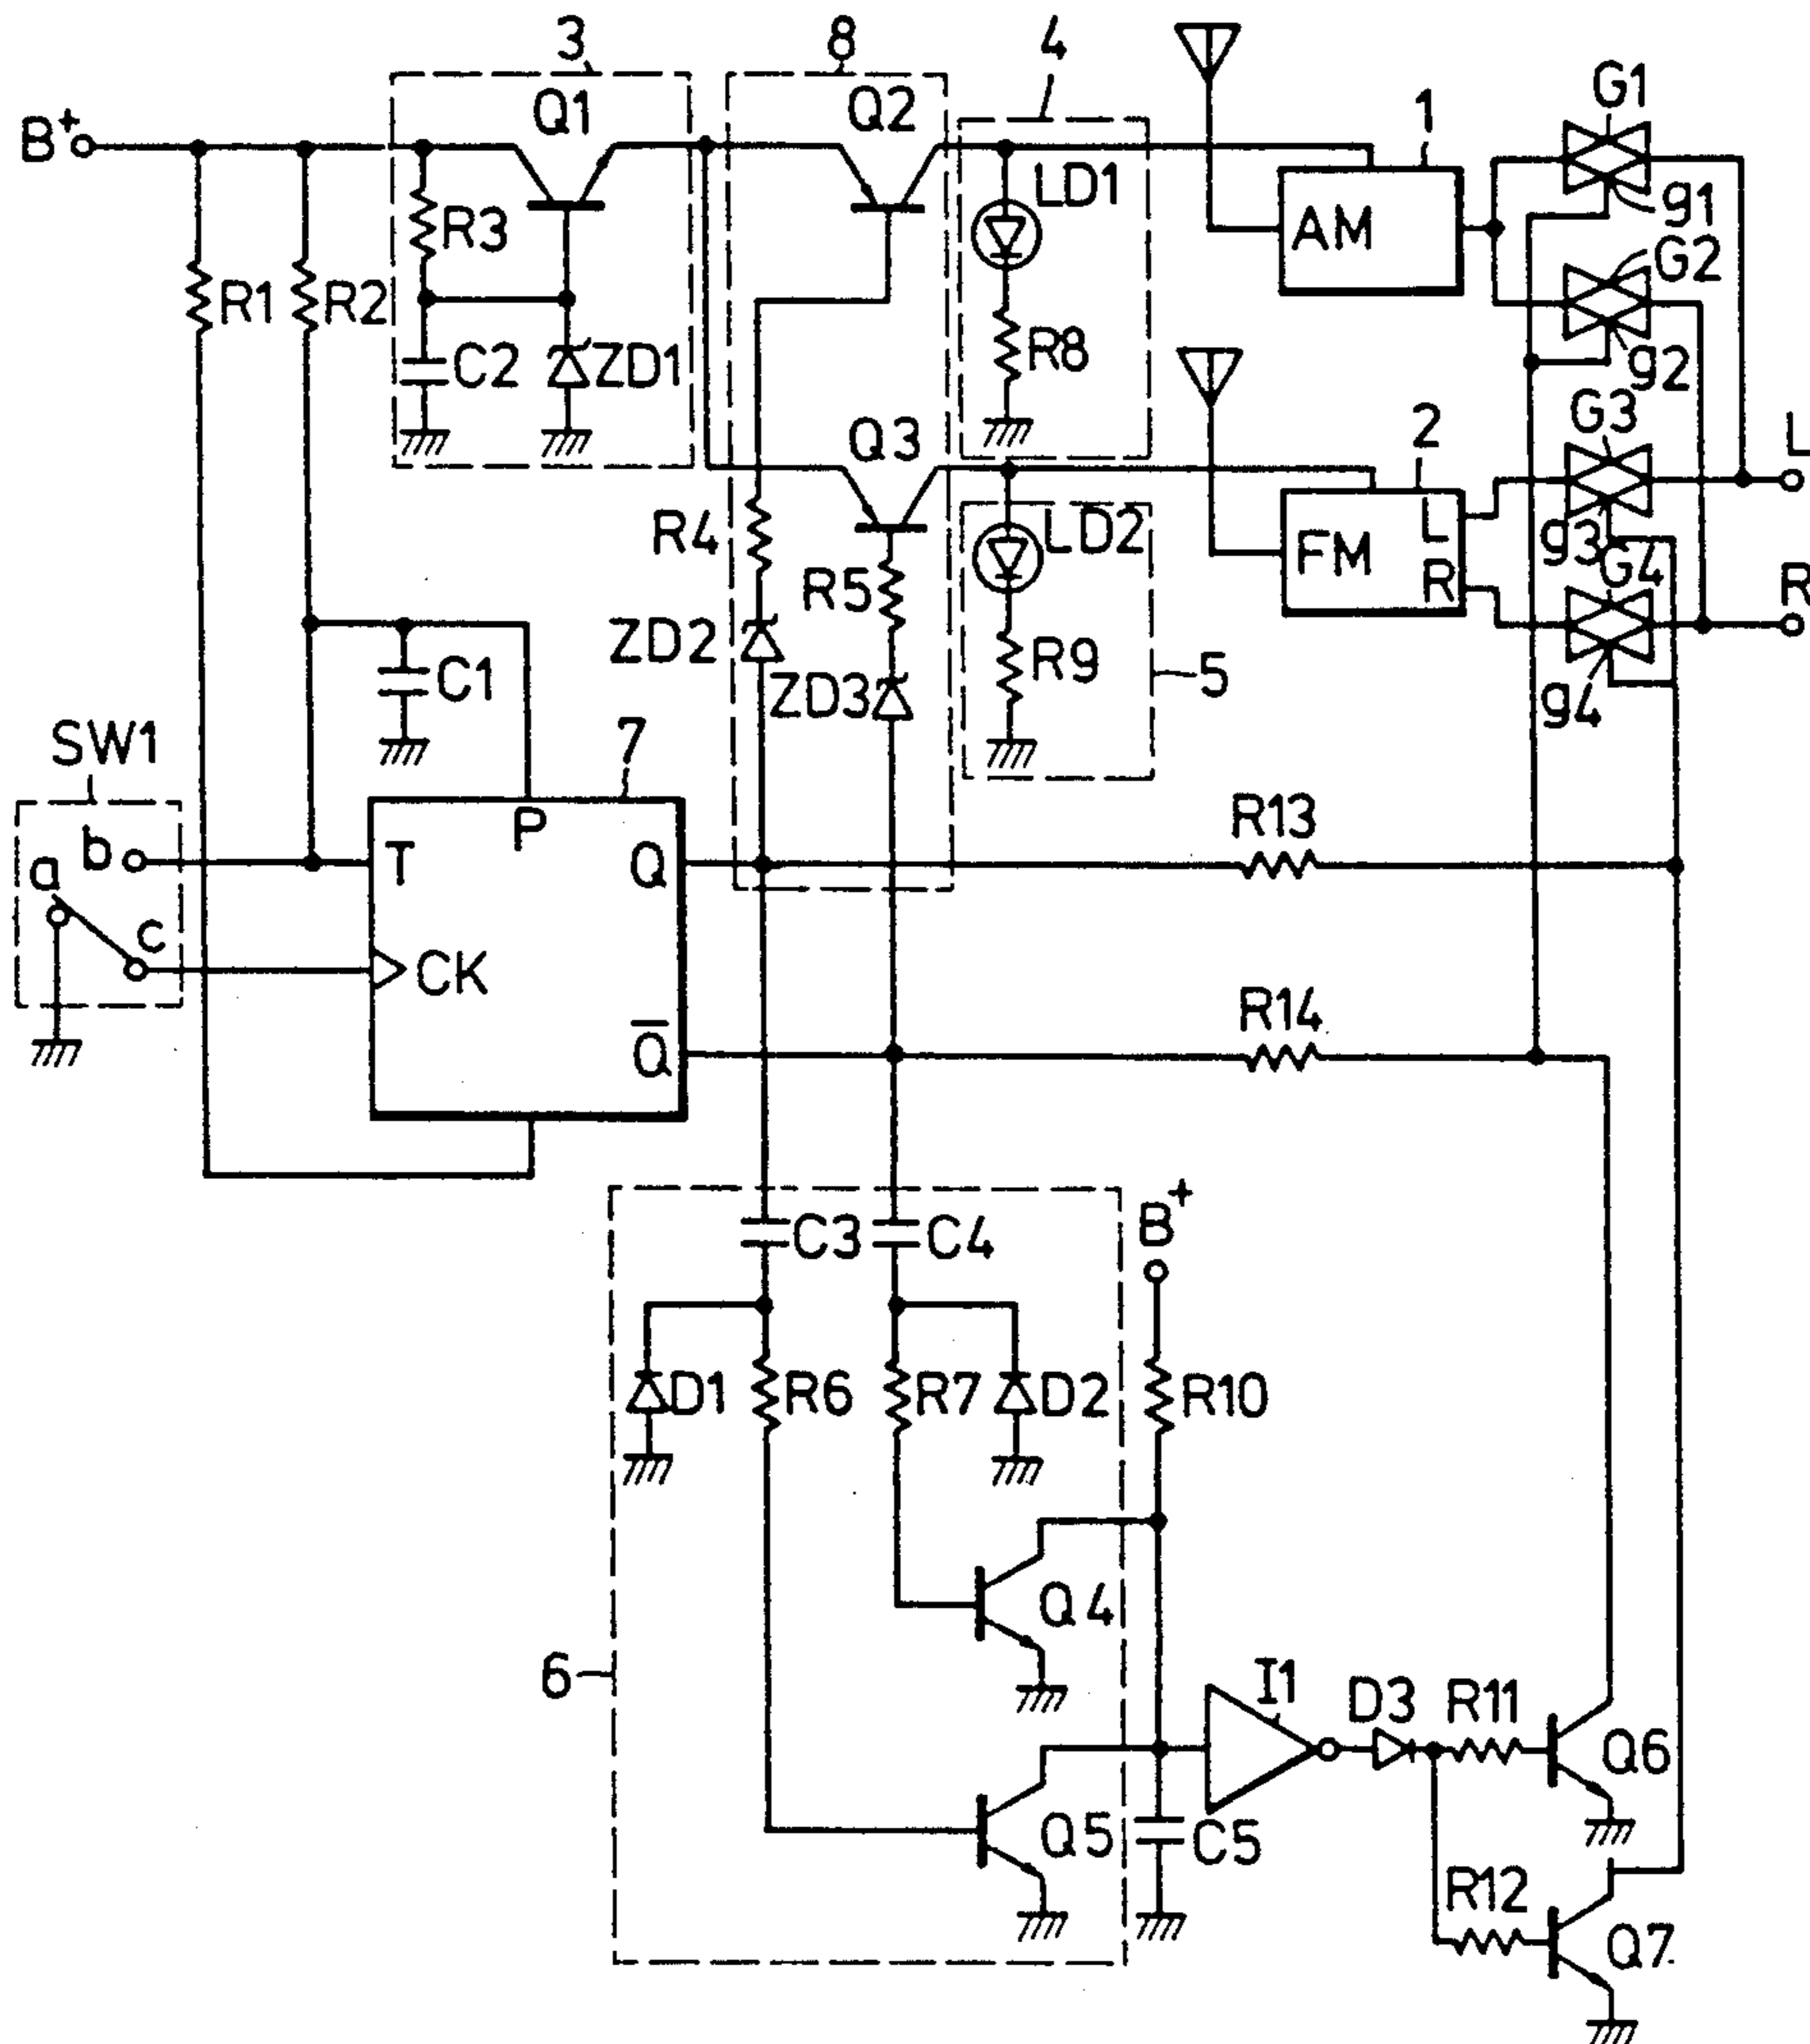 3
8
4
B+
Q1
Q2
LD1
1
G1
g1
AM
R3
R1
R2
C2
ZD1
R8
G2
g2
G3
Q3
2
L
R4
R5
LD2
FM
L
R
g3
G4
R
ZD2
C1
ZD3
R9
5
g4
SW1
7
P
b
T
Q
R13
a
c
CK
Q̅
R14
B+
C3
C4
D1
R6
R7
D2
R10
Q4
6
I1
D3
R11
Q6
Q5
C5
R12
Q7